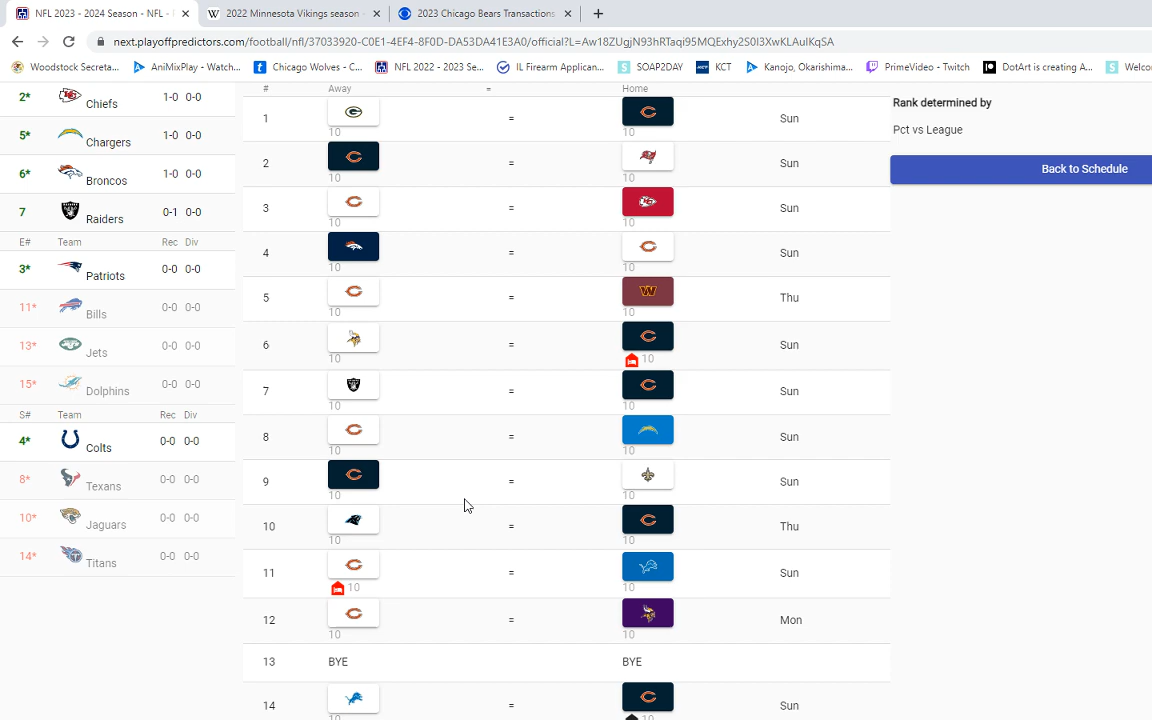 NFL 2023 - 2024 Season - NFL -
2022 Minnesota Vikings season -
2023 Chicago Bears Transactions
next.playoffpredictors.com/football/nfl/37033920-C0E1-4EF4-8F0D-DA53DA41E3A0/official?L=Aw18ZUgjN93hRTaqi95MQExhy2S0I3XwKLAuIKqSA
Woodstock Secreta... AniMixPlay - Watch... Chicago Wolves - C... NFL 2022 - 2023 Se... IL Firearm Applican... SOAP2DAY KCT Kanojo, Okarishima... PrimeVideo - Twitch DotArt is creating A... Welco
2* Chiefs 1-0 0-0
5* Chargers 1-0 0-0
6* Broncos 1-0 0-0
7 Raiders 0-1 0-0
E# Team Rec Div
3* Patriots 0-0 0-0
11* Bills 0-0 0-0
13* Jets 0-0 0-0
15* Dolphins 0-0 0-0
S# Team Rec Div
4* Colts 0-0 0-0
8* Texans 0-0 0-0
10* Jaguars 0-0 0-0
14* Titans 0-0 0-0
# Away = Home
1 = Sun
10 10
2 = Sun
10 10
3 = Sun
10 10
4 = Sun
10 10
5 W = Thu
10 10
6 = Sun
10 10
7 = Sun
10 10
8 = Sun
10 10
9 = Sun
10 10
10 = Thu
10 10
11 = Sun
10 10
12 = Mon
10 10
13 BYE BYE
14 = Sun
10 10
Rank determined by
Pct vs League
Back to Schedule